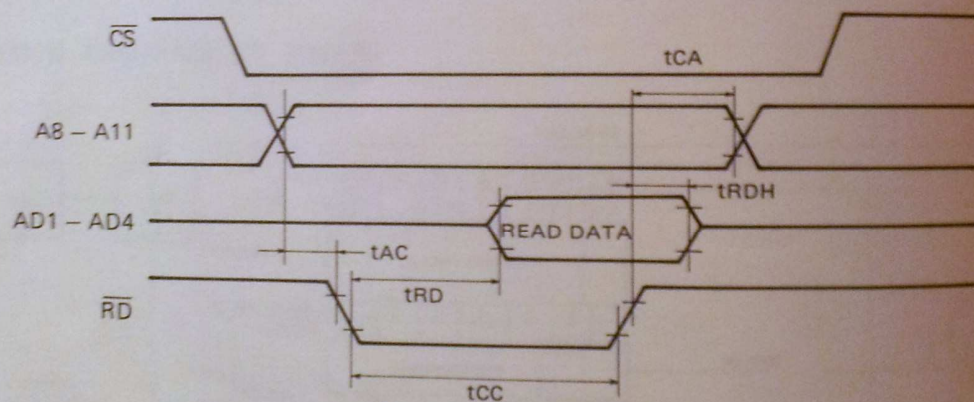 CS
tCA
A8 – A11
tRDH
AD1 – AD4
READ DATA
tAC
tRD
RD
tCC